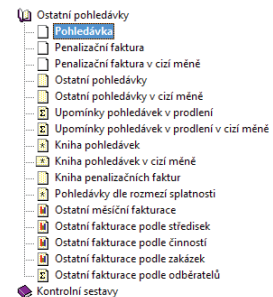 Ostatní pohledávky
Pohledávka
Penalizační faktura
Penalizační faktura v cizí měně
Ostatní pohledávky
Ostatní pohledávky v cizí měně
Upomínky pohledávek v prodlení
Upomínky pohledávek v prodlení v cizí měně
Kniha pohledávek
Kniha pohledávek v cizí měně
Kniha penalizačních faktur
Pohledávky dle rozmezí splatnosti
Ostatní měsíční fakturace
Ostatní fakturace podle středisek
Ostatní fakturace podle činností
Ostatní fakturace podle zakázek
Ostatní fakturace podle odběratelů
Kontrolní sestavy